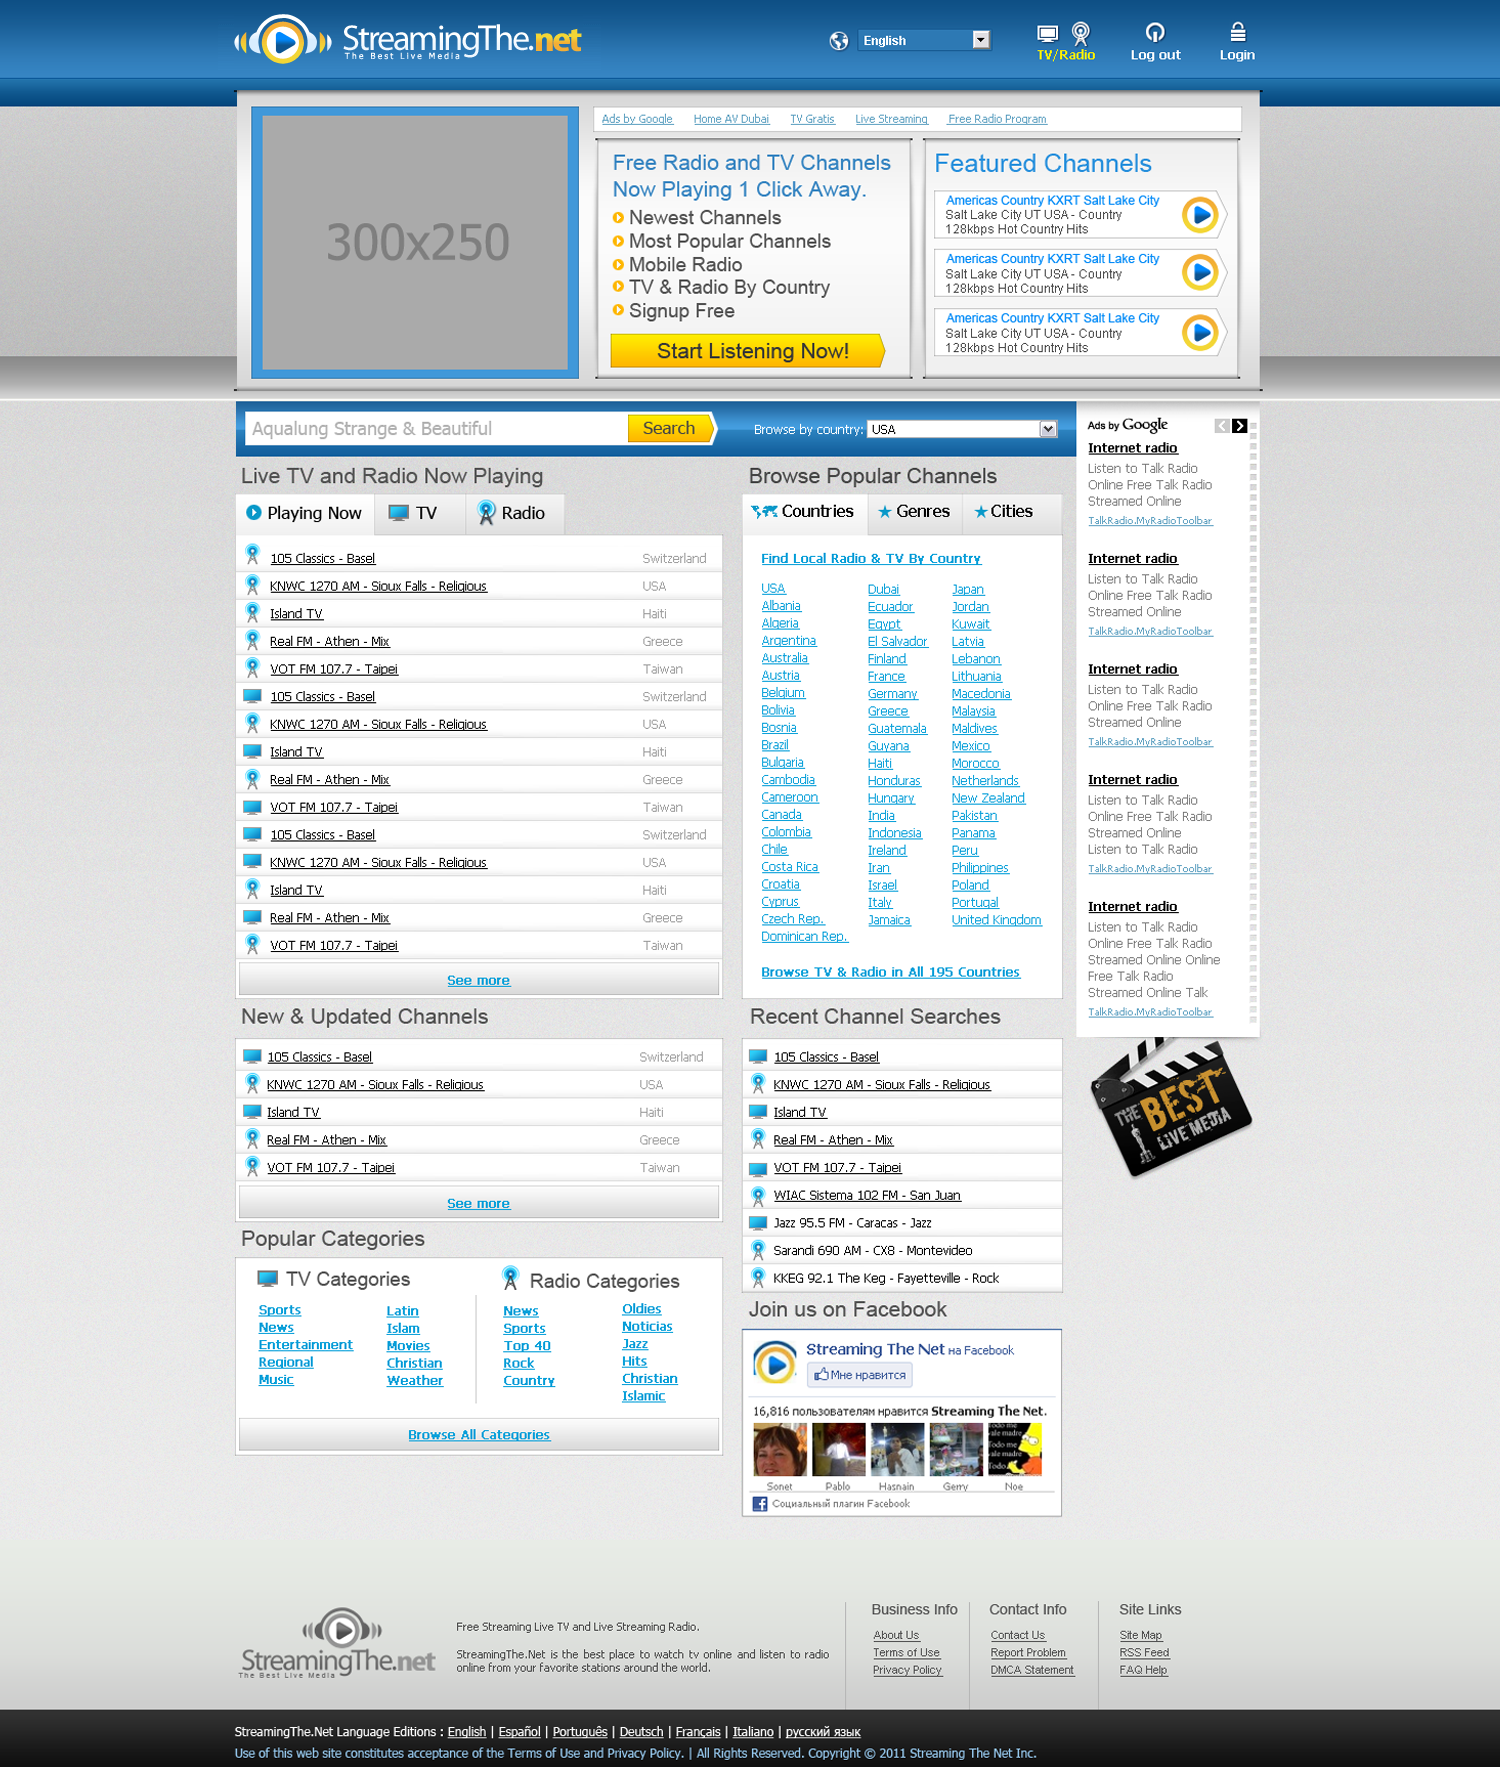 StreamingThe.net
The Best Live Media
English
TV/Radio
Log out
Login
300x250
Ads by Google
Home AV Dubai
TV Gratis
Live Streaming
Free Radio Program
Free Radio and TV Channels
Now Playing 1 Click Away.
Newest Channels
Most Popular Channels
Mobile Radio
TV & Radio By Country
Signup Free
Start Listening Now!
Featured Channels
Americas Country KXRT Salt Lake City
Salt Lake City UT USA - Country
128kbps Hot Country Hits
Americas Country KXRT Salt Lake City
Salt Lake City UT USA - Country
128kbps Hot Country Hits
Americas Country KXRT Salt Lake City
Salt Lake City UT USA - Country
128kbps Hot Country Hits
Aqualung Strange & Beautiful
Search
Browse by country:
USA
Live TV and Radio Now Playing
Playing Now
TV
Radio
105 Classics - Basel Switzerland
KNWC 1270 AM - Sioux Falls - Religious USA
Island TV Haiti
Real FM - Athen - Mix Greece
VOT FM 107.7 - Taipei Taiwan
105 Classics - Basel Switzerland
KNWC 1270 AM - Sioux Falls - Religious USA
Island TV Haiti
Real FM - Athen - Mix Greece
VOT FM 107.7 - Taipei Taiwan
105 Classics - Basel Switzerland
KNWC 1270 AM - Sioux Falls - Religious USA
Island TV Haiti
Real FM - Athen - Mix Greece
VOT FM 107.7 - Taipei Taiwan
See more
Browse Popular Channels
Countries
Genres
Cities
Find Local Radio & TV By Country
USA
Albania
Algeria
Argentina
Australia
Austria
Belgium
Bolivia
Bosnia
Brazil
Bulgaria
Cambodia
Cameroon
Canada
Colombia
Chile
Costa Rica
Croatia
Cyprus
Czech Rep.
Dominican Rep.
Dubai
Ecuador
Egypt
El Salvador
Finland
France
Germany
Greece
Guatemala
Guyana
Haiti
Honduras
Hungary
India
Indonesia
Ireland
Iran
Israel
Italy
Jamaica
Japan
Jordan
Kuwait
Latvia
Lebanon
Lithuania
Macedonia
Malaysia
Maldives
Mexico
Morocco
Netherlands
New Zealand
Pakistan
Panama
Peru
Philippines
Poland
Portugal
United Kingdom
Browse TV & Radio in All 195 Countries
Ads by Google
Internet radio
Listen to Talk Radio
Online Free Talk Radio
Streamed Online
TalkRadio.MyRadioToolbar
Internet radio
Listen to Talk Radio
Online Free Talk Radio
Streamed Online
TalkRadio.MyRadioToolbar
Internet radio
Listen to Talk Radio
Online Free Talk Radio
Streamed Online
TalkRadio.MyRadioToolbar
Internet radio
Listen to Talk Radio
Online Free Talk Radio
Streamed Online
Listen to Talk Radio
TalkRadio.MyRadioToolbar
Internet radio
Listen to Talk Radio
Online Free Talk Radio
Streamed Online Online
Free Talk Radio
Streamed Online Talk
TalkRadio.MyRadioToolbar
THE BEST
LIVE MEDIA
New & Updated Channels
105 Classics - Basel Switzerland
KNWC 1270 AM - Sioux Falls - Religious USA
Island TV Haiti
Real FM - Athen - Mix Greece
VOT FM 107.7 - Taipei Taiwan
See more
Recent Channel Searches
105 Classics - Basel
KNWC 1270 AM - Sioux Falls - Religious
Island TV
Real FM - Athen - Mix
VOT FM 107.7 - Taipei
WIAC Sistema 102 FM - San Juan
Jazz 95.5 FM - Caracas - Jazz
Sarandi 690 AM - CX8 - Montevideo
KKEG 92.1 The Keg - Fayetteville - Rock
Popular Categories
TV Categories
Sports
News
Entertainment
Regional
Music
Latin
Islam
Movies
Christian
Weather
Radio Categories
News
Sports
Top 40
Rock
Country
Oldies
Noticias
Jazz
Hits
Christian
Islamic
Browse All Categories
Join us on Facebook
Streaming The Net на Facebook
Мне нравится
16,816 пользователям нравится Streaming The Net.
Todo me
vale madre
Todo me
vale madre
Todo
Sonet
Pablo
Hasnain
Gerry
Noe
Социальный плагин Facebook
StreamingThe.net
The Best Live Media
Free Streaming Live TV and Live Streaming Radio.
StreamingThe.Net is the best place to watch tv online and listen to radio
online from your favorite stations around the world.
Business Info
About Us
Terms of Use
Privacy Policy
Contact Info
Contact Us
Report Problem
DMCA Statement
Site Links
Site Map
RSS Feed
FAQ Help
StreamingThe.Net Language Editions : English | Español | Português | Deutsch | Français | Italiano | русский язык
Use of this web site constitutes acceptance of the Terms of Use and Privacy Policy. | All Rights Reserved. Copyright © 2011 Streaming The Net Inc.